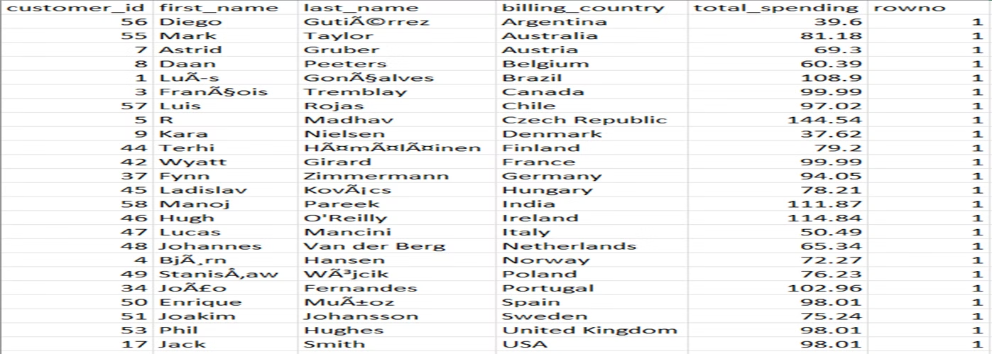 customer_id first_name last_name billing_country total_spending rowno
56 Diego GutiÃ©rrez Argentina 39.6 1
55 Mark Taylor Australia 81.18 1
7 Astrid Gruber Austria 69.3 1
8 Daan Peeters Belgium 60.39 1
1 LuÃ-s GonÃ§alves Brazil 108.9 1
3 FranÃ§ois Tremblay Canada 99.99 1
57 Luis Rojas Chile 97.02 1
5 R Madhav Czech Republic 144.54 1
9 Kara Nielsen Denmark 37.62 1
44 Terhi HÃ¤mÃ¤lÃ¤inen Finland 79.2 1
42 Wyatt Girard France 99.99 1
37 Fynn Zimmermann Germany 94.05 1
45 Ladislav KovÃ¡cs Hungary 78.21 1
58 Manoj Pareek India 111.87 1
46 Hugh O'Reilly Ireland 114.84 1
47 Lucas Mancini Italy 50.49 1
48 Johannes Van der Berg Netherlands 65.34 1
4 BjÃ¸rn Hansen Norway 72.27 1
49 StanisÅ‚aw WÃ³jcik Poland 76.23 1
34 JoÃ£o Fernandes Portugal 102.96 1
50 Enrique MuÃ±oz Spain 98.01 1
51 Joakim Johansson Sweden 75.24 1
53 Phil Hughes United Kingdom 98.01 1
17 Jack Smith USA 98.01 1